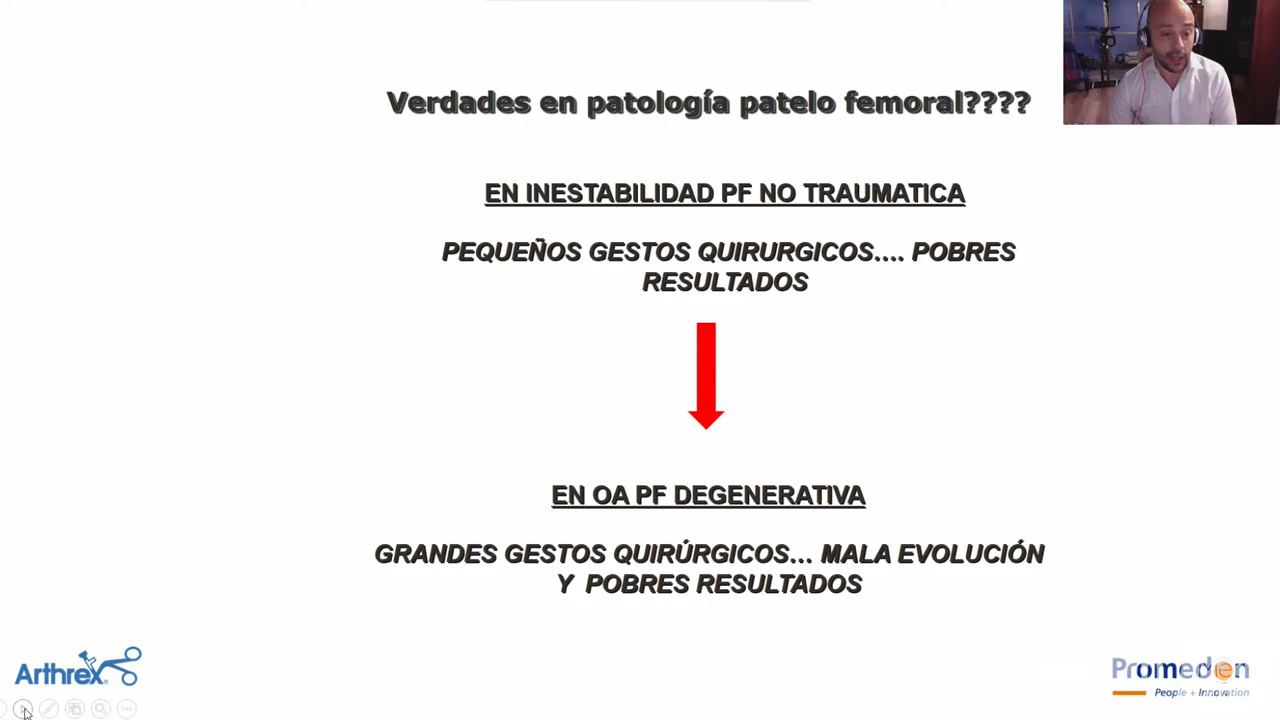 Verdades en patología patelo femoral????
EN INESTABILIDAD PF NO TRAUMATICA
PEQUEÑOS GESTOS QUIRURGICOS…. POBRES
RESULTADOS
EN OA PF DEGENERATIVA
GRANDES GESTOS QUIRÚRGICOS… MALA EVOLUCIÓN
Y POBRES RESULTADOS
Arthrex
Promedon
People + Innovation